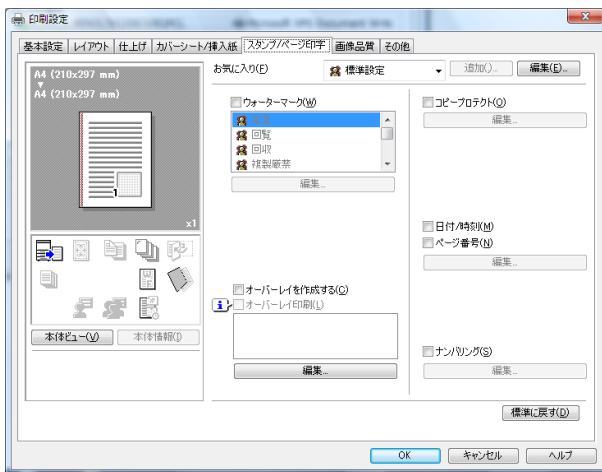 印刷設定
基本設定 レイアウト 仕上げ カバーシート/挿入紙 スタンプ/ページ印字 画像品質 その他
A4 (210x297 mm)
A4 (210x297 mm)
1
x1
本体ビュー(V) 本体情報(I)
お気に入り(F) 標準設定 追加().. 編集(E)..
ウォーターマーク(W)
回覧
回収
複製厳禁
編集..
オーバーレイを作成する(C)
オーバーレイ印刷(L)
編集..
コピープロテクト(O)
編集..
日付/時刻(M)
ページ番号(N)
編集..
ナンバリング(S)
編集..
標準に戻す(D)
OK キャンセル ヘルプ